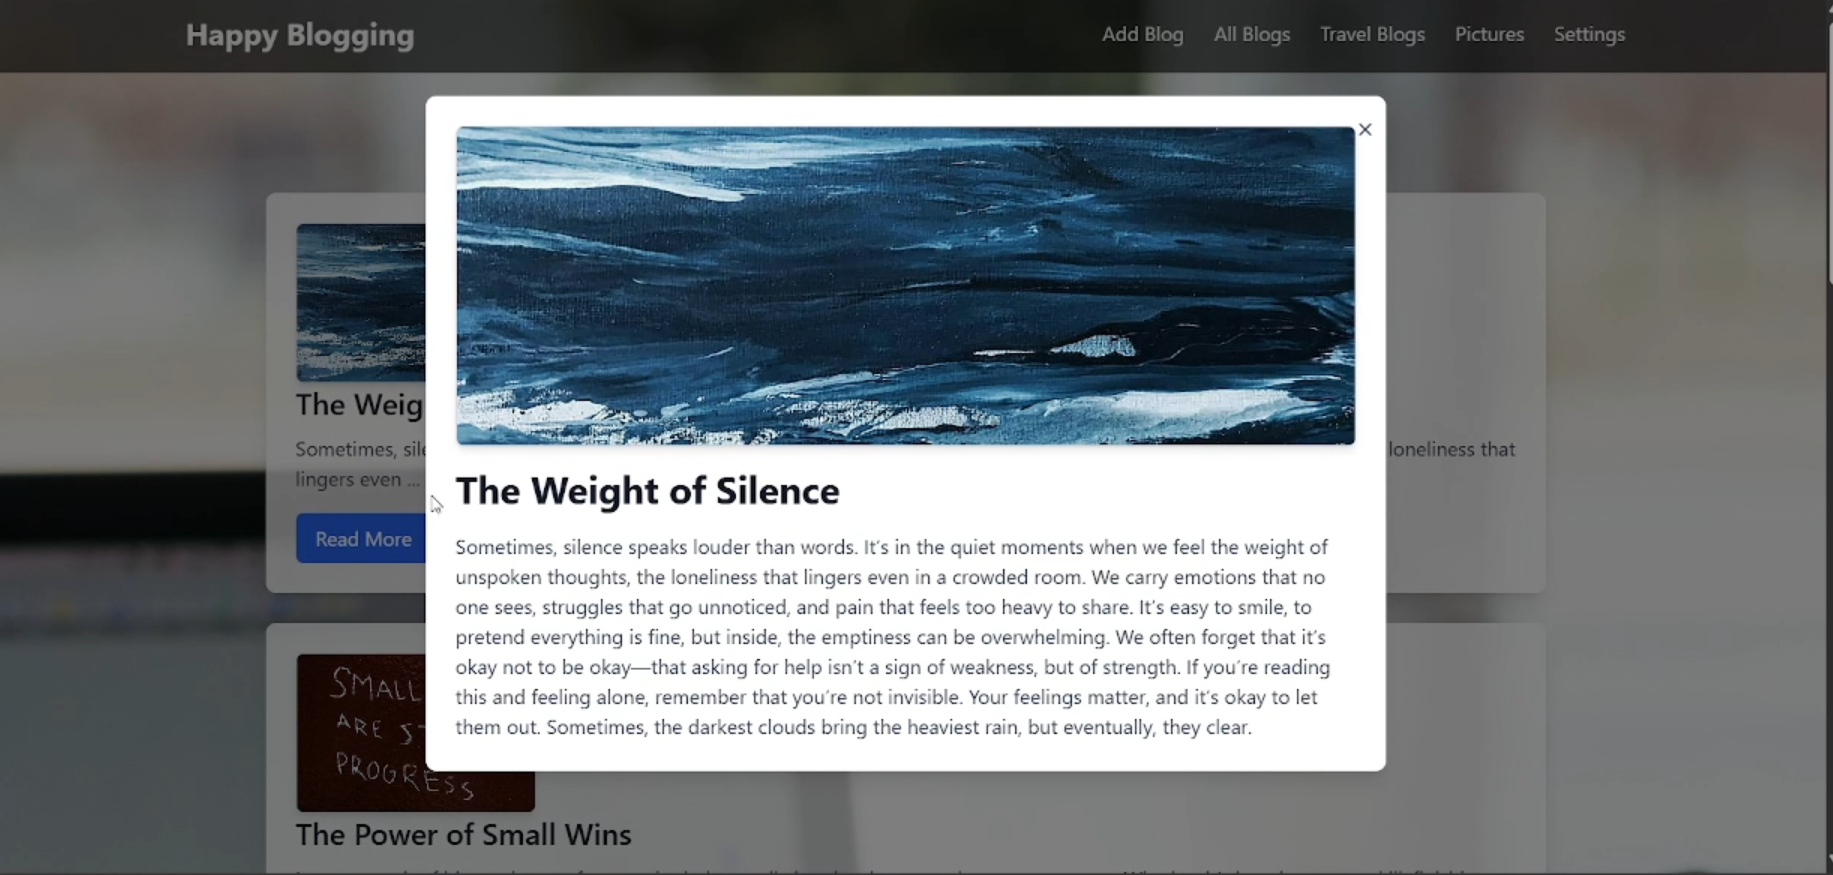 Happy Blogging
Add Blog
All Blogs
Travel Blogs
Pictures
Settings
The Weig
Sometimes, sile
lingers even ...
Read More
loneliness that
The Weight of Silence
Sometimes, silence speaks louder than words. It's in the quiet moments when we feel the weight of
unspoken thoughts, the loneliness that lingers even in a crowded room. We carry emotions that no
one sees, struggles that go unnoticed, and pain that feels too heavy to share. It's easy to smile, to
pretend everything is fine, but inside, the emptiness can be overwhelming. We often forget that it's
okay not to be okay—that asking for help isn't a sign of weakness, but of strength. If you're reading
this and feeling alone, remember that you're not invisible. Your feelings matter, and it's okay to let
them out. Sometimes, the darkest clouds bring the heaviest rain, but eventually, they clear.
SMALL
ARE ST
PROGRESS
The Power of Small Wins